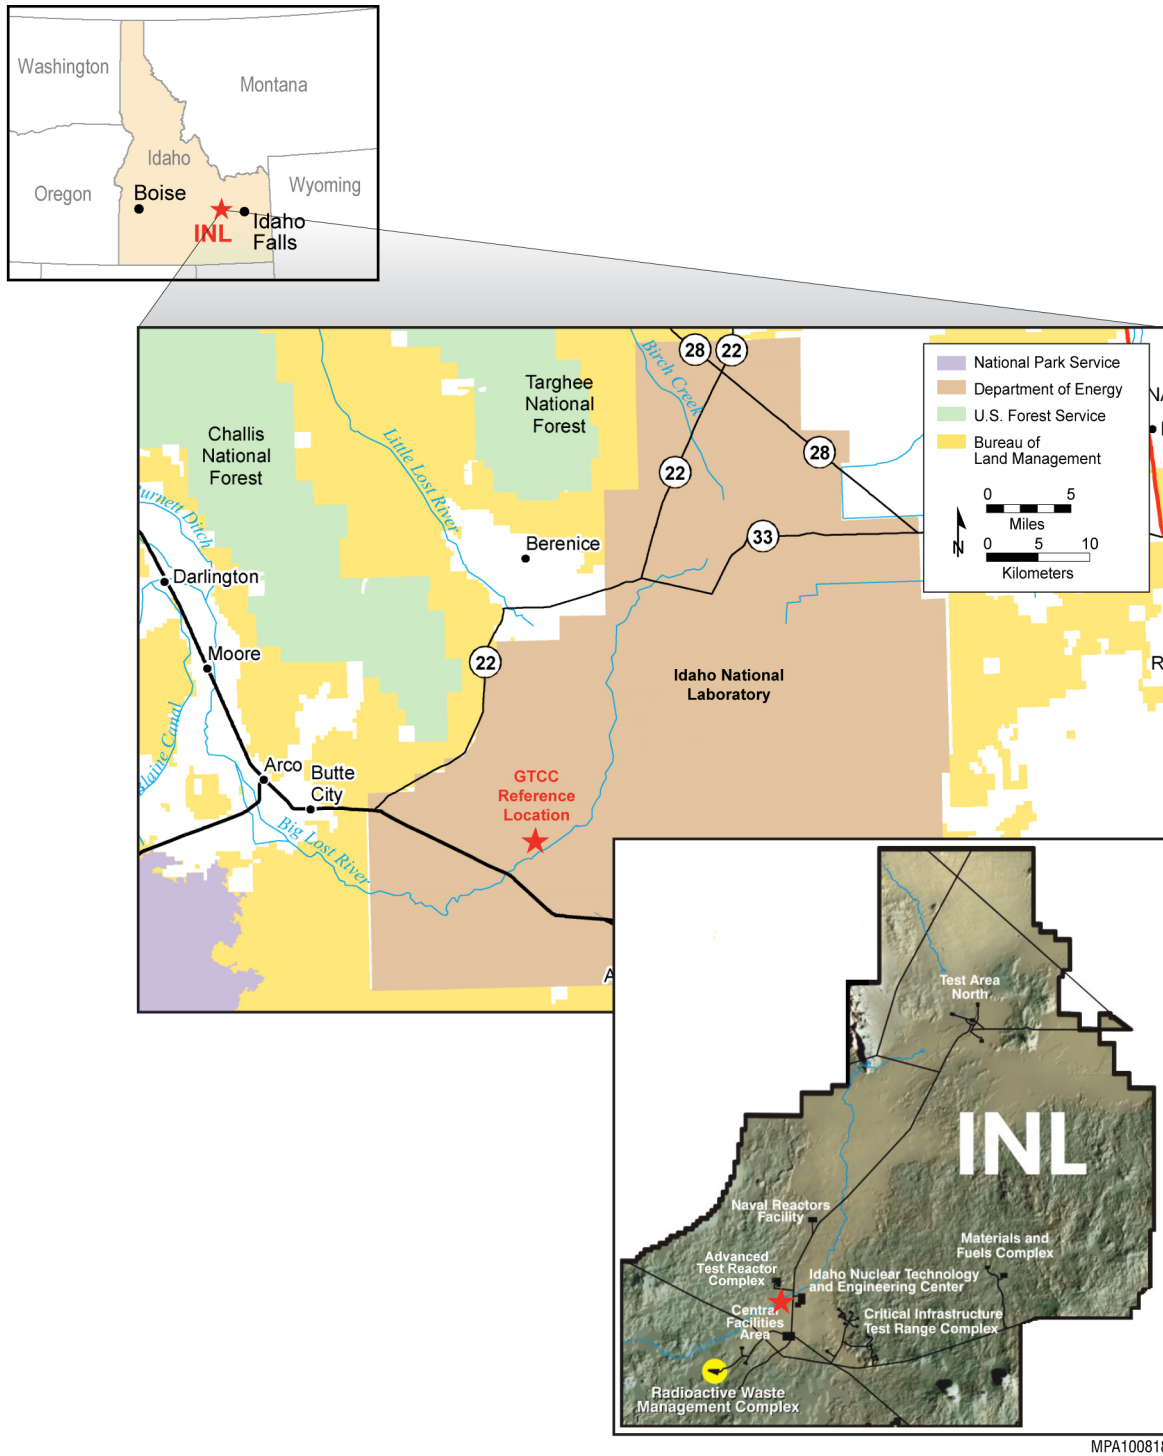 Washington
Montana
Idaho
Oregon
Boise
Wyoming
INL
Idaho
Falls
28
22
Birch Creek
National Park Service
Department of Energy
U.S. Forest Service
Bureau of
Land Management
0 5
Miles
N
0 5 10
Kilometers
Targhee
National
Forest
Challis
National
Forest
Little Lost River
22
28
33
Berenice
Darlington
Moore
22
Idaho National
Laboratory
Arco
Butte
City
GTCC
Reference
Location
Big Lost River
R
A
Test Area
North
INL
Naval Reactors
Facility
Materials and
Fuels Complex
Advanced
Test Reactor
Complex
Idaho Nuclear Technology
and Engineering Center
Central
Facilities
Area
Critical Infrastructure
Test Range Complex
Radioactive Waste
Management Complex
MPA100818